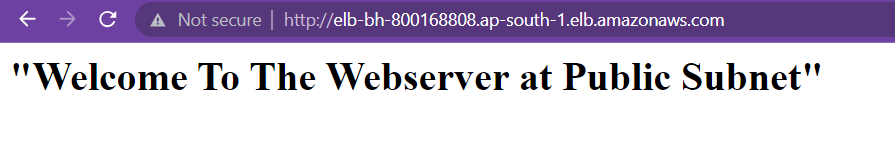 Not secure | http://elb-bh-800168808.ap-south-1.elb.amazonaws.com
"Welcome To The Webserver at Public Subnet"